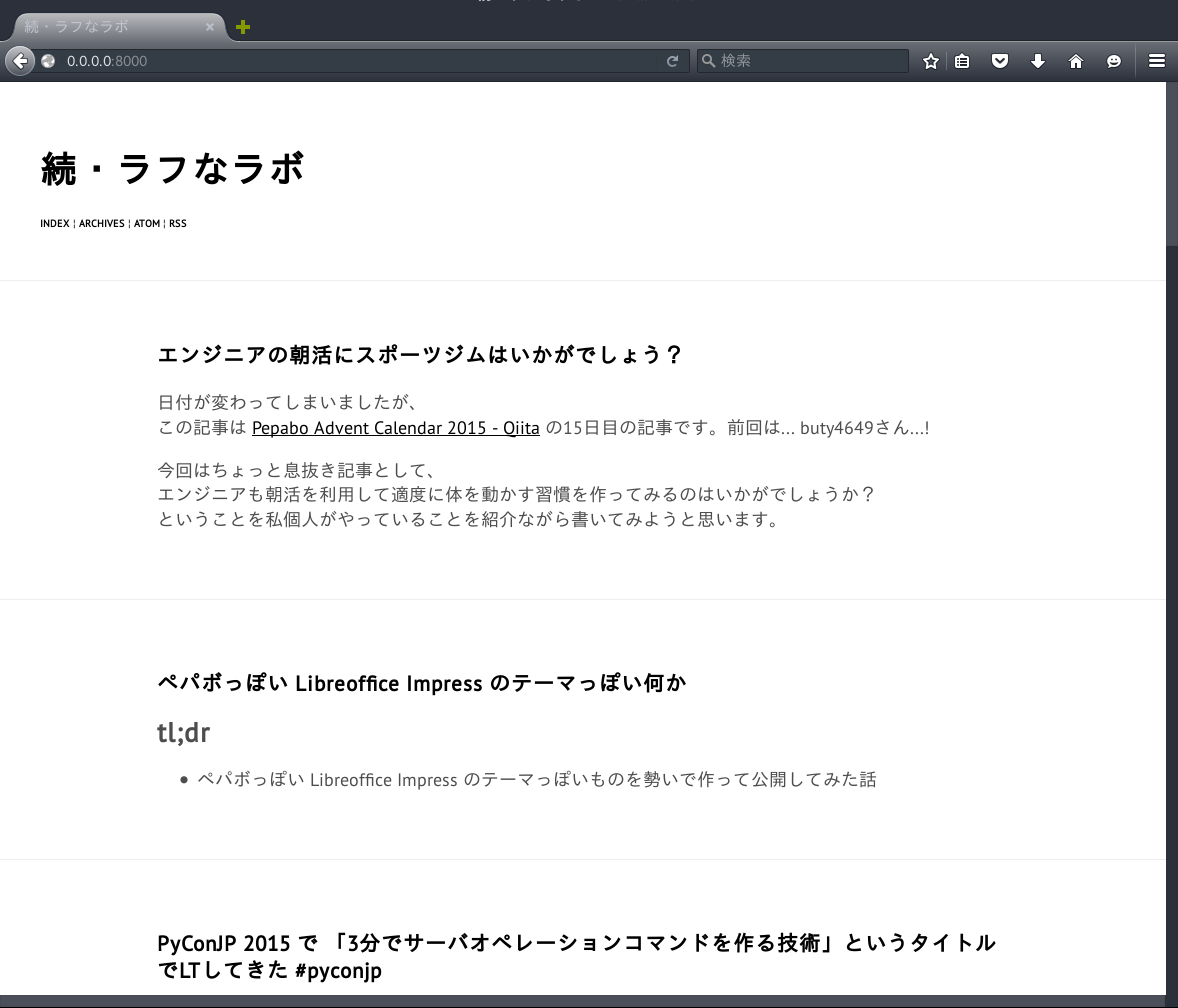 続・ラフなラボ
0.0.0.0:8000
検索
続・ラフなラボ
INDEX ¦ ARCHIVES ¦ ATOM ¦ RSS
エンジニアの朝活にスポーツジムはいかがでしょう？
日付が変わってしまいましたが、
この記事は Pepabo Advent Calendar 2015 - Qiita の15日目の記事です。前回は... buty4649さん...!
今回はちょっと息抜き記事として、
エンジニアも朝活を利用して適度に体を動かす習慣を作ってみるのはいかがでしょうか？
ということを私個人がやっていることを紹介ながら書いてみようと思います。
ペパボっぽい Libreoffice Impress のテーマっぽい何か
tl;dr
• ペパボっぽい Libreoffice Impress のテーマっぽいものを勢いで作って公開してみた話
PyConJP 2015 で 「3分でサーバオペレーションコマンドを作る技術」というタイトル
でLTしてきた #pyconjp